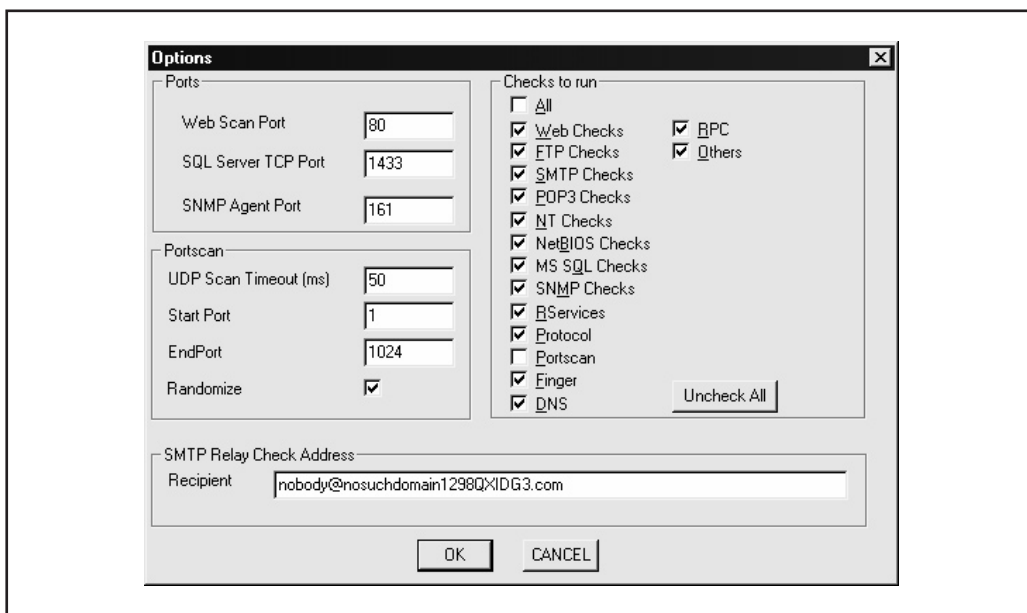 Options
Ports
Web Scan Port 80
SQL Server TCP Port 1433
SNMP Agent Port 161
Portscan
UDP Scan Timeout (ms) 50
Start Port 1
EndPort 1024
Randomize
Checks to run
All
Web Checks
FTP Checks
SMTP Checks
POP3 Checks
NT Checks
NetBIOS Checks
MS SQL Checks
SNMP Checks
RServices
Protocol
Portscan
Finger
DNS
RPC
Others
Uncheck All
SMTP Relay Check Address
Recipient nobody@nosuchdomain1298QXIDG3.com
OK CANCEL